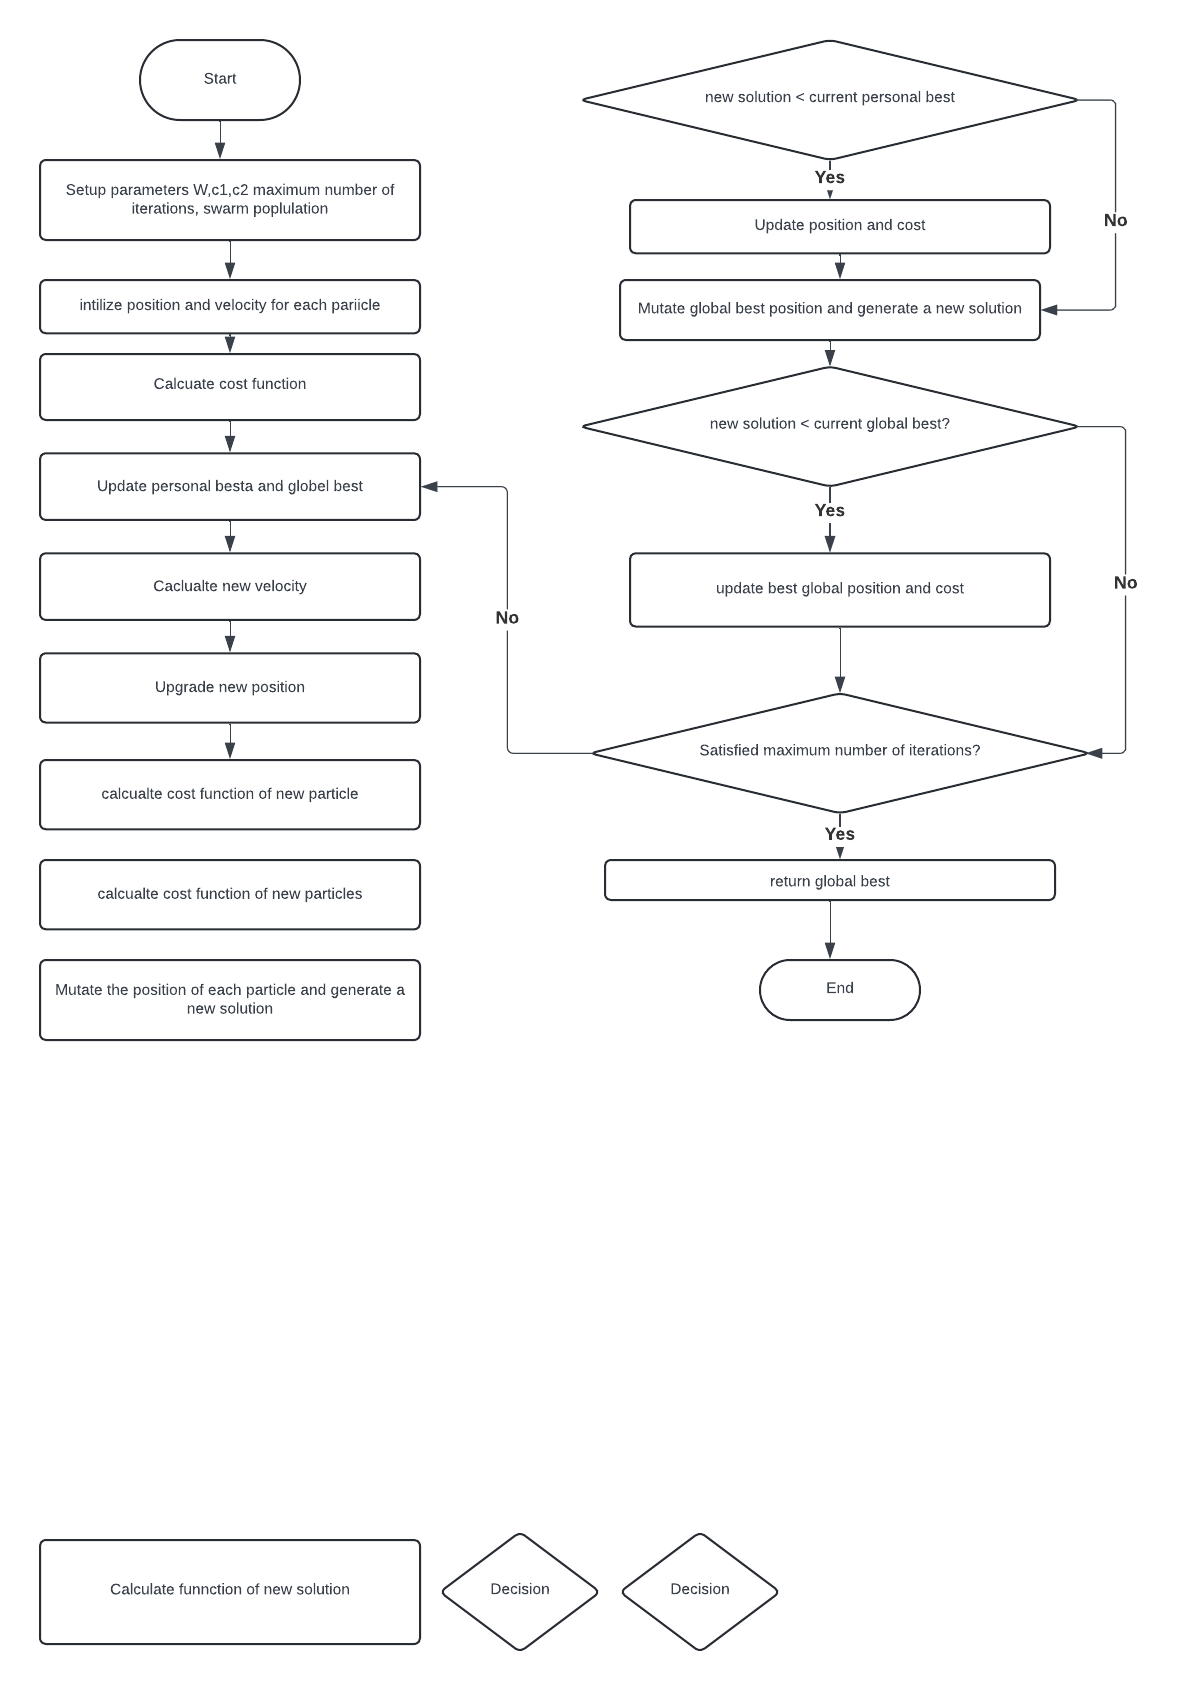 Start
Setup parameters W,c1,c2 maximum number of
iterations, swarm poplulation
intilize position and velocity for each pariicle
Calcuate cost function
Update personal besta and globel best
Caclualte new velocity
Upgrade new position
calcualte cost function of new particle
calcualte cost function of new particles
Mutate the position of each particle and generate a
new solution
No
new solution < current personal best
Yes
No
Update position and cost
Mutate global best position and generate a new solution
new solution < current global best?
Yes
No
update best global position and cost
Satisfied maximum number of iterations?
Yes
return global best
End
Calculate funnction of new solution
Decision
Decision